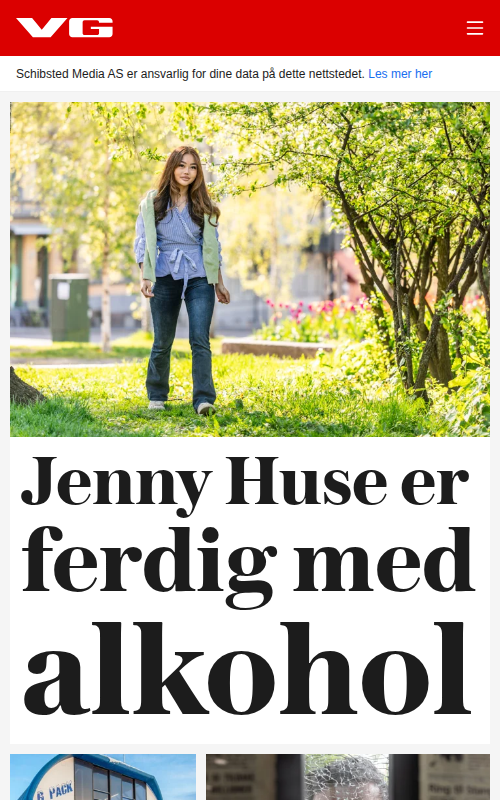 VG
Schibsted Media AS er ansvarlig for dine data på dette nettstedet. Les mer her
Jenny Huse er
ferdig med
alkohol
G PACK